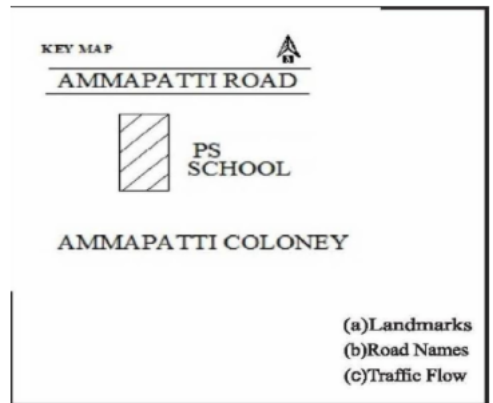 KEY MAP
AMMAPATTI ROAD
PS
SCHOOL
AMMAPATTI COLONEY
(a)Landmarks
(b)Road Names
(c)Traffic Flow